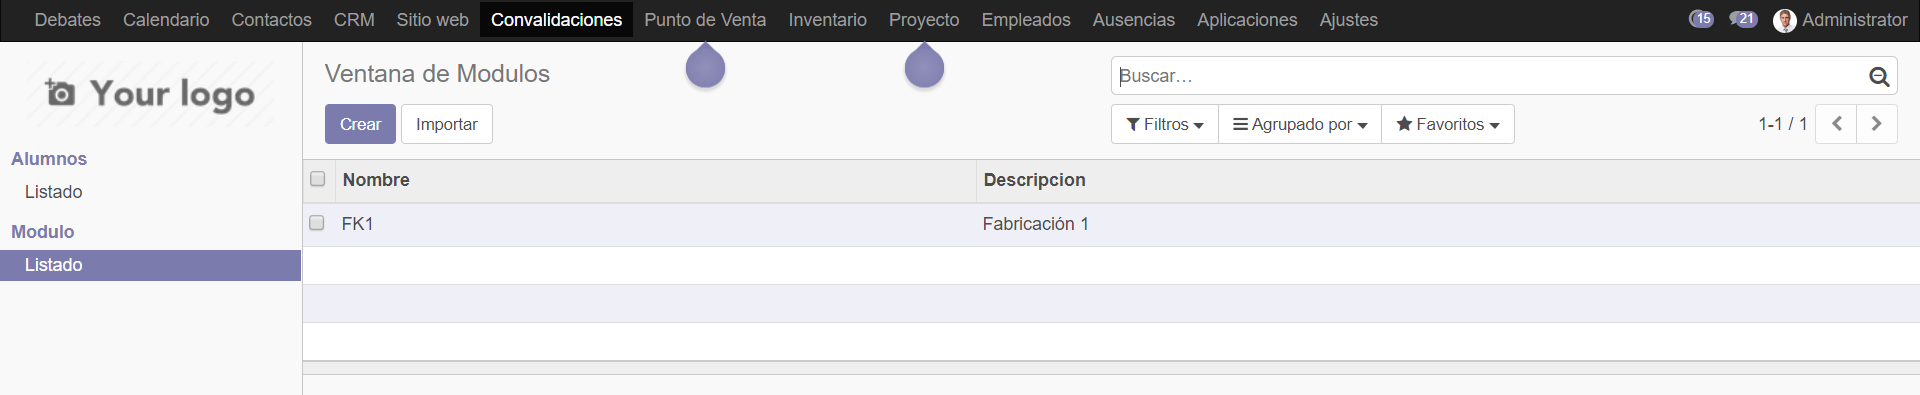 Debates Calendario Contactos CRM Sitio web Convalidaciones Punto de Venta Inventario Proyecto Empleados Ausencias Aplicaciones Ajustes 15 21 Administrator
Your logo
Alumnos
Listado
Modulo
Listado
Ventana de Modulos
Buscar...
Crear Importar
Filtros Agrupado por Favoritos
1-1 / 1
Nombre Descripcion
FK1 Fabricación 1